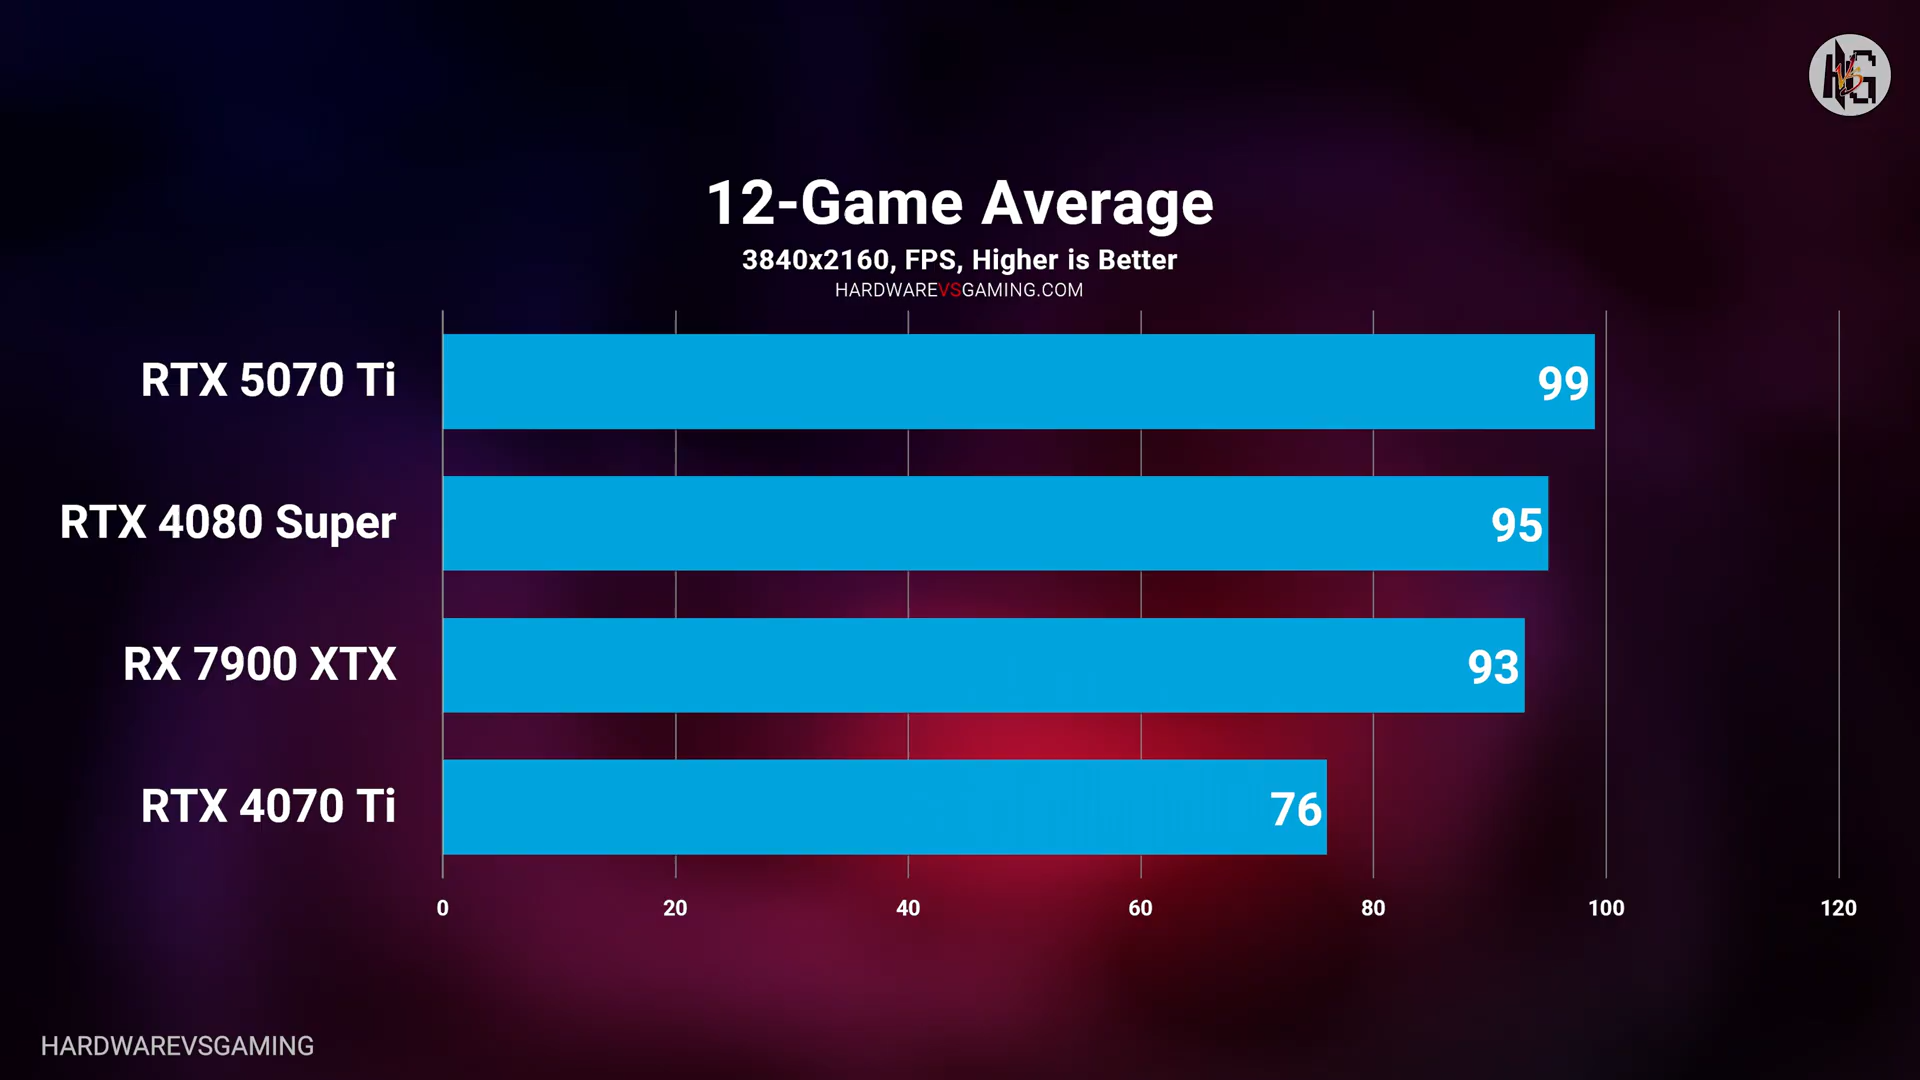 HVSG
12-Game Average
3840x2160, FPS, Higher is Better
HARDWAREVSGAMING.COM
RTX 5070 Ti
99
RTX 4080 Super
95
RX 7900 XTX
93
RTX 4070 Ti
76
0 20 40 60 80 100 120
HARDWAREVSGAMING